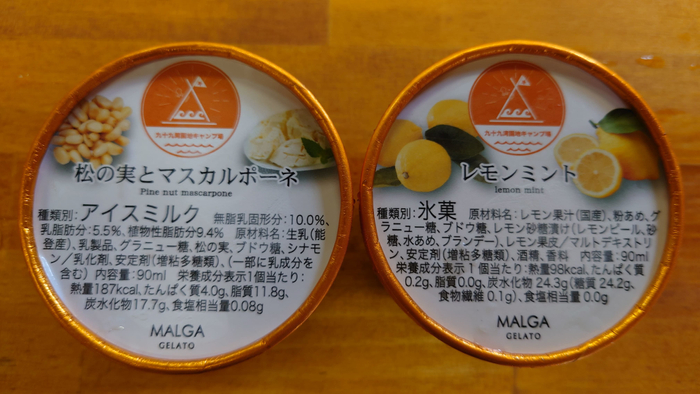 九十九湾園地キャンプ場
松の実とマスカルポーネ
Pine nut mascarpone
種類別：アイスミルク 無脂乳固形分：10.0%、
乳脂肪分：5.5%、植物性脂肪分9.4% 原材料名：生乳（能
登産）、乳製品、グラニュー糖、松の実、ブドウ糖、シナモ
ン／乳化剤、安定剤（増粘多糖類）、（一部に乳成分を
含む）内容量：90ml 栄養成分表示1個当たり：
熱量187kcal、たんぱく質4.0g、脂質11.8g、
炭水化物17.7g、食塩相当量0.08g
MALGA
GELATO
九十九湾園地キャンプ場
レモンミント
lemon mint
種類別：氷菓 原材料名：レモン果汁（国産）、粉あめ、グ
ラニュー糖、ブドウ糖、レモン砂糖漬け（レモンピール、砂
糖、水あめ、ブランデー）、レモン果皮／マルトデキストリ
ン、安定剤（増粘多糖類）、酒精、香料 内容量：90ml
栄養成分表示１個当たり：熱量98kcal、たんぱく質
0.2g、脂質0.0g、炭水化物 24.3g（糖質 24.2g、
食物繊維 0.1g）、食塩相当量 0.0g
MALGA
GELATO